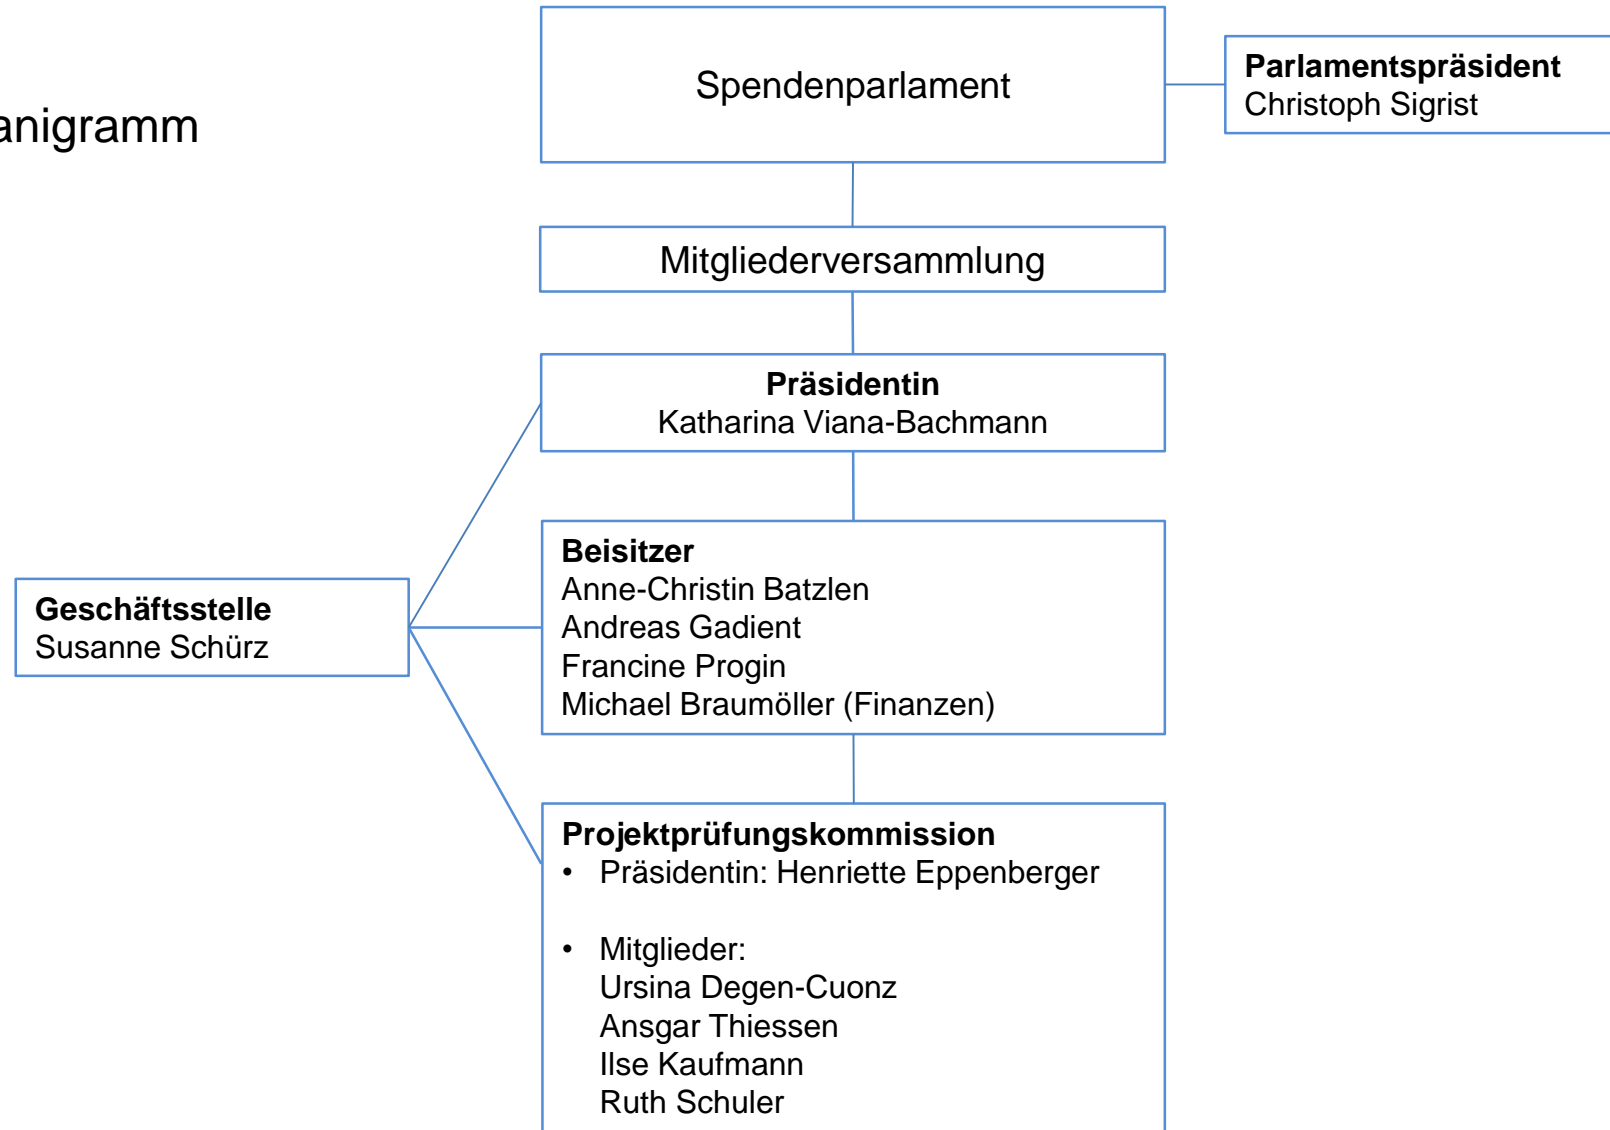 anigramm
Spendenparlament
Parlamentspräsident
Christoph Sigrist
Mitgliederversammlung
Präsidentin
Katharina Viana-Bachmann
Geschäftsstelle
Susanne Schürz
Beisitzer
Anne-Christin Batzlen
Andreas Gadient
Francine Progin
Michael Braumöller (Finanzen)
Projektprüfungskommission
• Präsidentin: Henriette Eppenberger
• Mitglieder:
Ursina Degen-Cuonz
Ansgar Thiessen
Ilse Kaufmann
Ruth Schuler